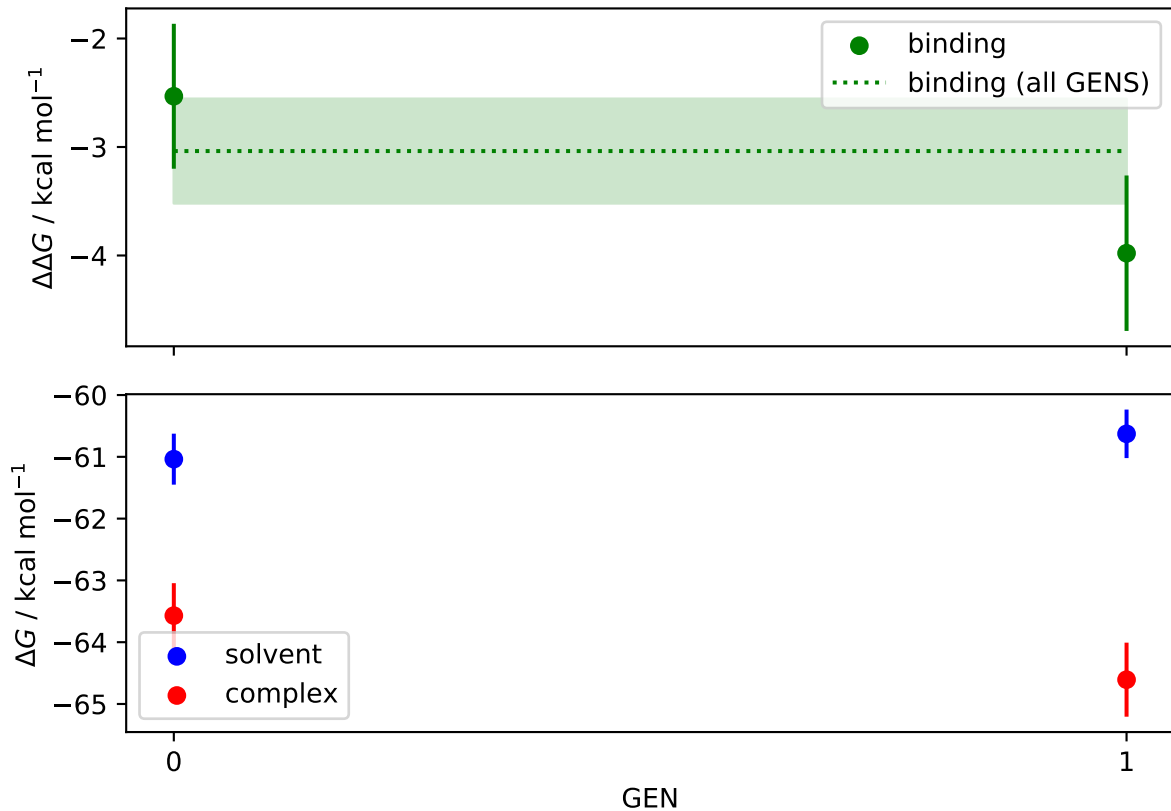 −2
−3
−4
ΔΔG / kcal mol⁻¹
binding
binding (all GENS)
−60
−61
−62
−63
−64
−65
ΔG / kcal mol⁻¹
solvent
complex
0
1
GEN